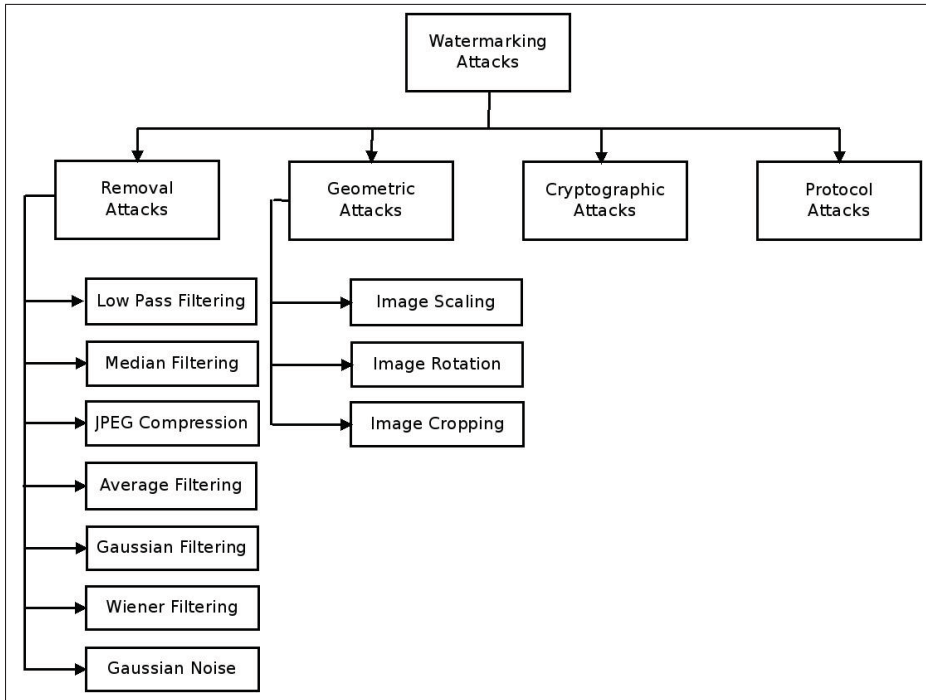 Watermarking
Attacks
Removal
Attacks
Geometric
Attacks
Cryptographic
Attacks
Protocol
Attacks
Low Pass Filtering
Median Filtering
JPEG Compression
Average Filtering
Gaussian Filtering
Wiener Filtering
Gaussian Noise
Image Scaling
Image Rotation
Image Cropping